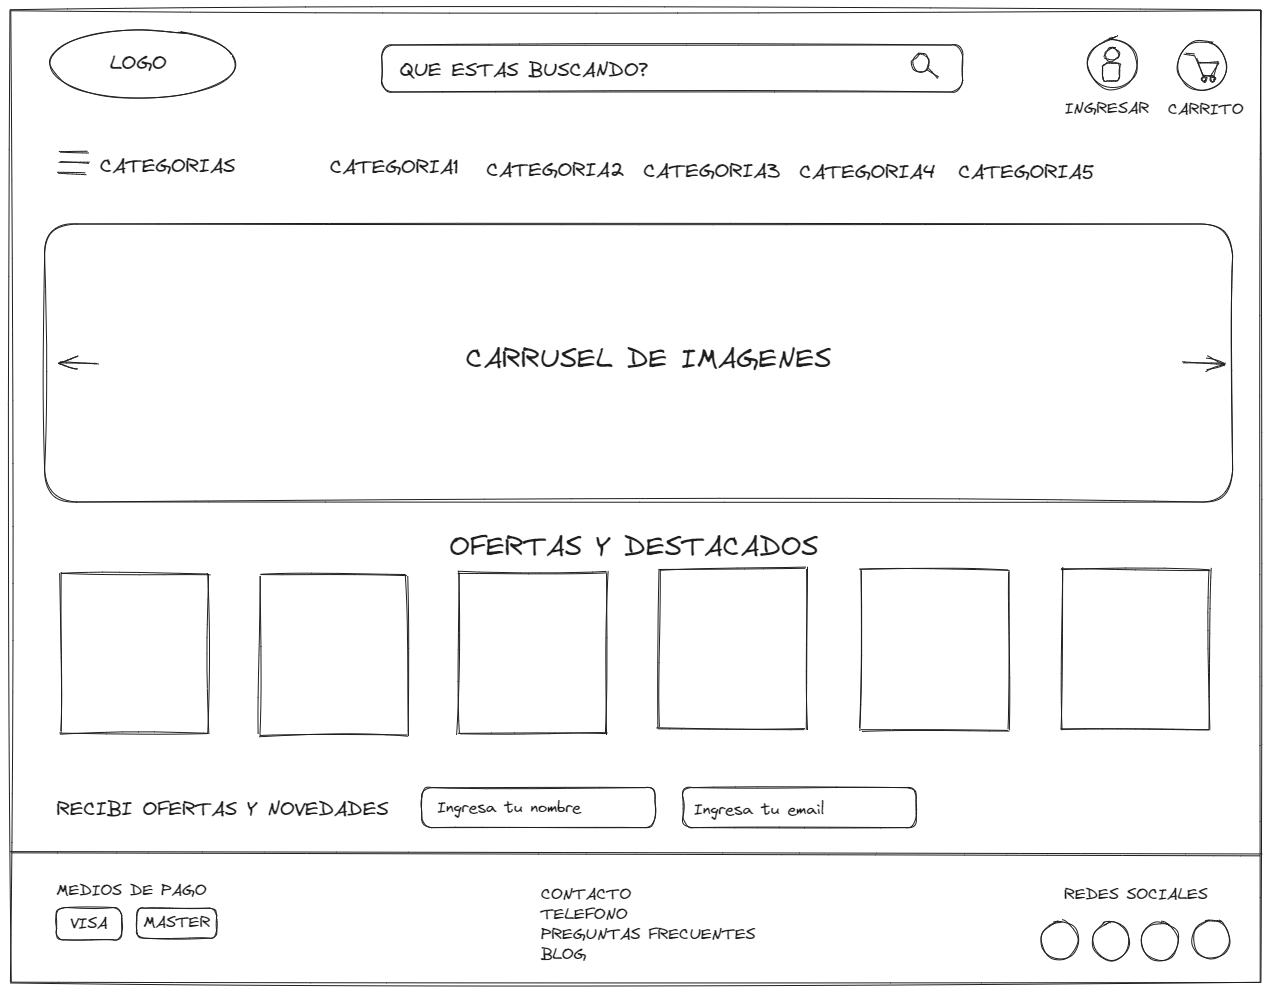 LOGO
QUE ESTAS BUSCANDO?
INGRESAR
CARRITO
CATEGORIAS
CATEGORIA1
CATEGORIA2
CATEGORIA3
CATEGORIA4
CATEGORIA5
CARRUSEL DE IMAGENES
OFERTAS Y DESTACADOS
RECIBI OFERTAS Y NOVEDADES
Ingresa tu nombre
Ingresa tu email
MEDIOS DE PAGO
VISA
MASTER
CONTACTO
TELEFONO
PREGUNTAS FRECUENTES
BLOG
REDES SOCIALES